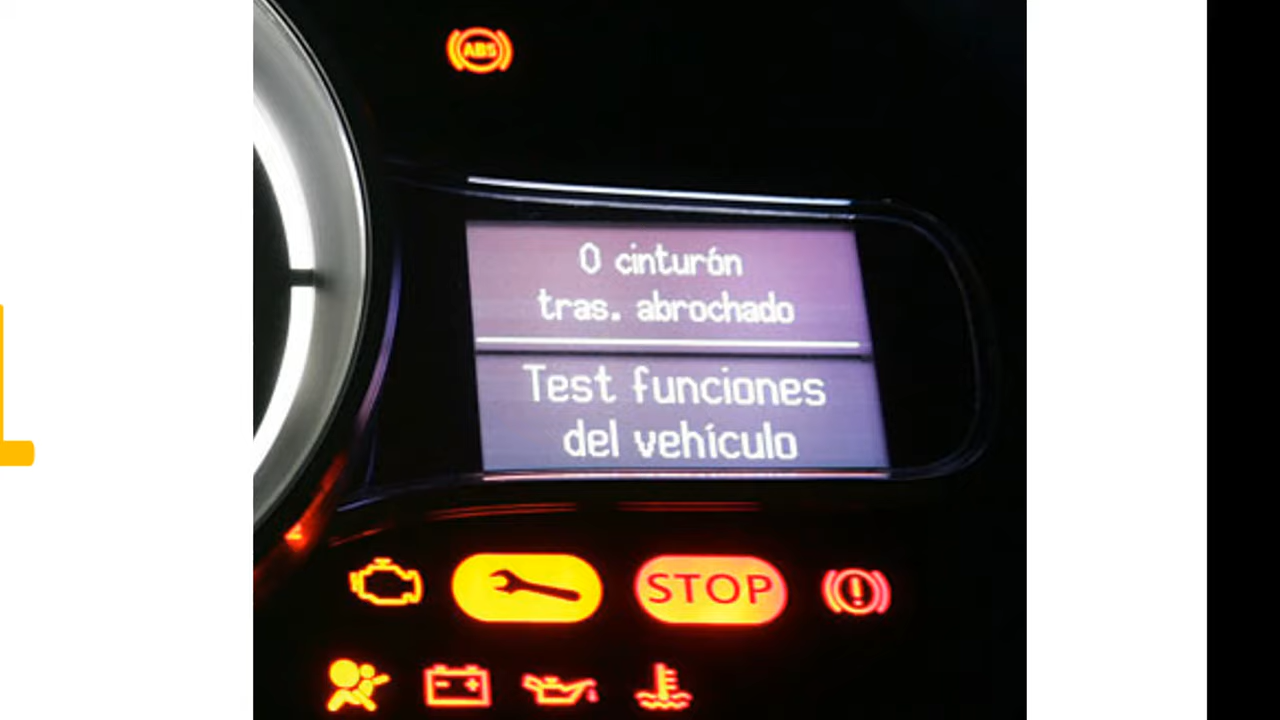 ABS
0 cinturón
tras. abrochado
Test funciones
del vehículo
STOP